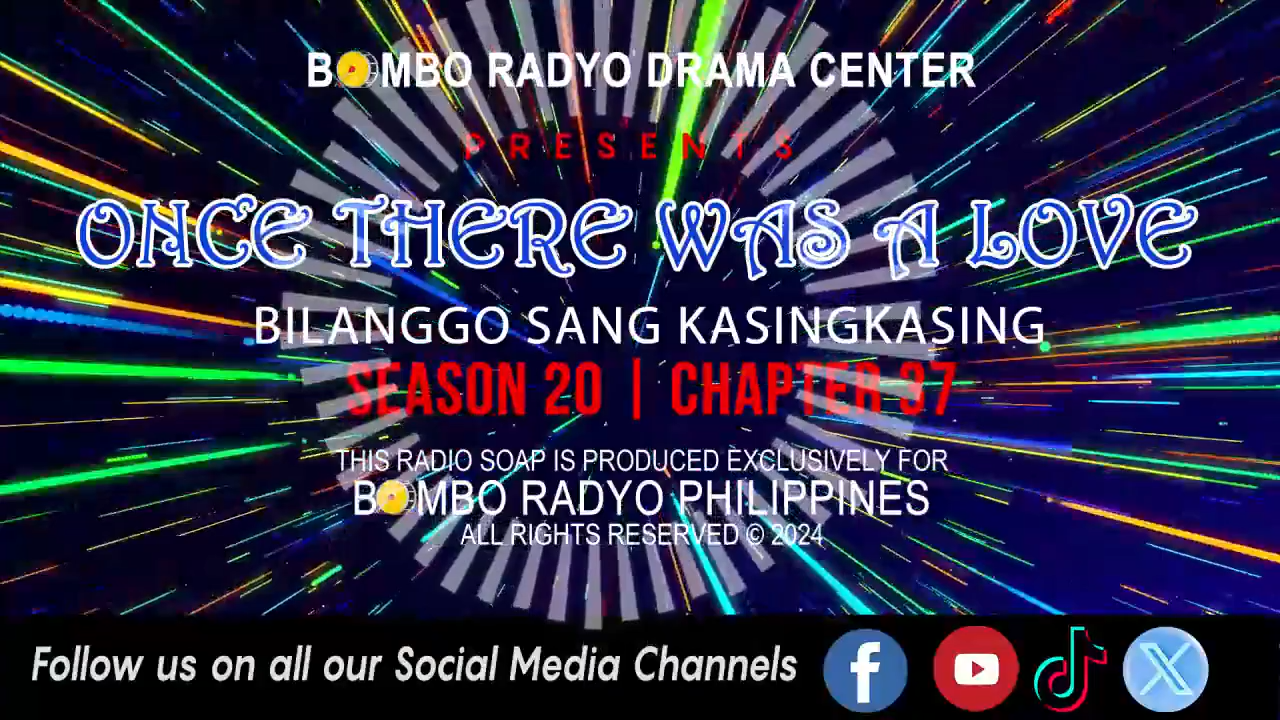 BOMBO RADYO DRAMA CENTER
PRESENTS
ONCE THERE WAS A LOVE
BILANGGO SANG KASINGKASING
SEASON 20 | CHAPTER 37
THIS RADIO SOAP IS PRODUCED EXCLUSIVELY FOR
BOMBO RADYO PHILIPPINES
ALL RIGHTS RESERVED © 2024
Follow us on all our Social Media Channels